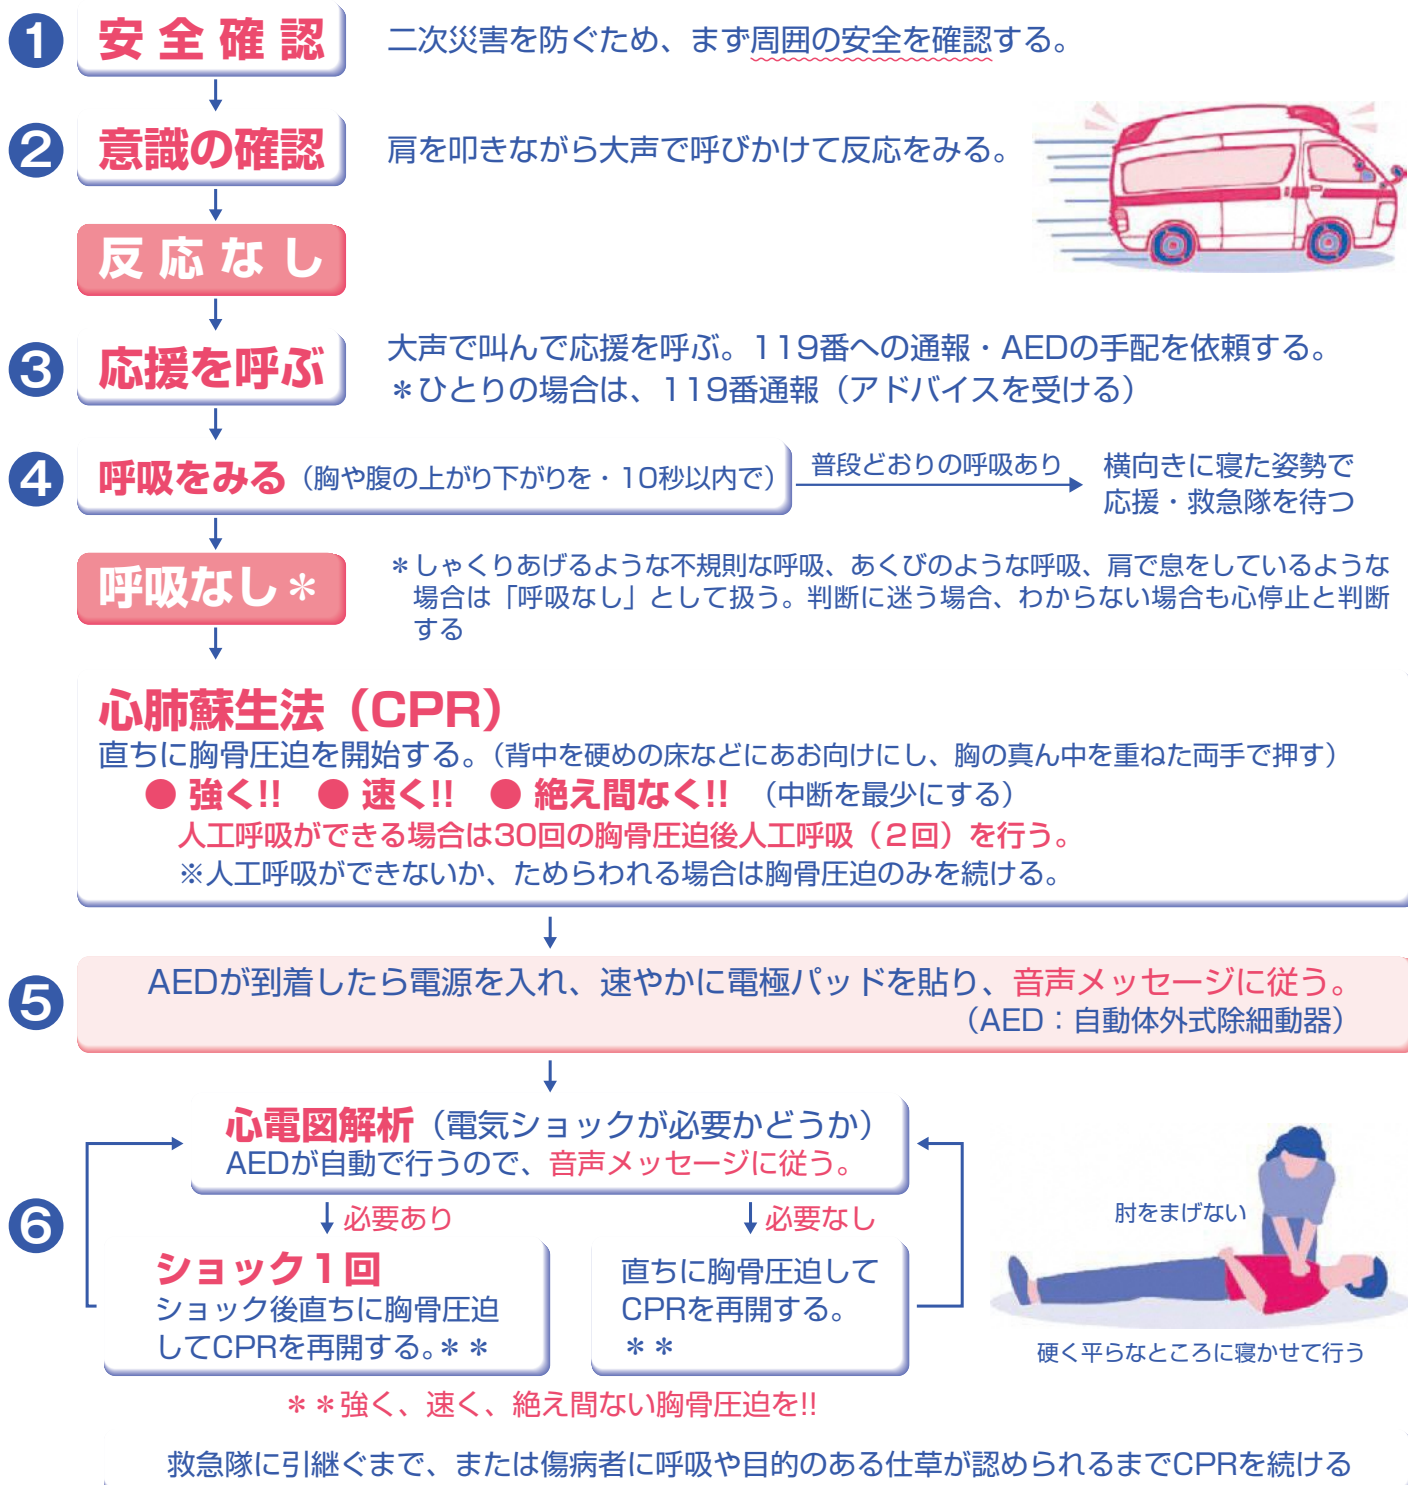 1 安全確認 二次災害を防ぐため、まず周囲の安全を確認する。
2 意識の確認 肩を叩きながら大声で呼びかけて反応をみる。
反応なし
3 応援を呼ぶ 大声で叫んで応援を呼ぶ。119番への通報・AEDの手配を依頼する。
＊ひとりの場合は、119番通報（アドバイスを受ける）
4 呼吸をみる（胸や腹の上がり下がりを・10秒以内で） 普段どおりの呼吸あり 横向きに寝た姿勢で
応援・救急隊を待つ
呼吸なし＊
＊しゃくりあげるような不規則な呼吸、あくびのような呼吸、肩で息をしているような
場合は「呼吸なし」として扱う。判断に迷う場合、わからない場合も心停止と判断
する
心肺蘇生法（CPR）
直ちに胸骨圧迫を開始する。（背中を硬めの床などにあお向けにし、胸の真ん中を重ねた両手で押す）
● 強く!! ● 速く!! ● 絶え間なく!! （中断を最少にする）
人工呼吸ができる場合は30回の胸骨圧迫後人工呼吸（２回）を行う。
※人工呼吸ができないか、ためらわれる場合は胸骨圧迫のみを続ける。
5 AEDが到着したら電源を入れ、速やかに電極パッドを貼り、音声メッセージに従う。
（AED：自動体外式除細動器）
6
心電図解析（電気ショックが必要かどうか）
AEDが自動で行うので、音声メッセージに従う。
必要あり
ショック１回
ショック後直ちに胸骨圧迫
してCPRを再開する。＊＊
必要なし
直ちに胸骨圧迫して
CPRを再開する。
＊＊
肘をまげない
硬く平らなところに寝かせて行う
＊＊強く、速く、絶え間ない胸骨圧迫を!!
救急隊に引継ぐまで、または傷病者に呼吸や目的のある仕草が認められるまでCPRを続ける